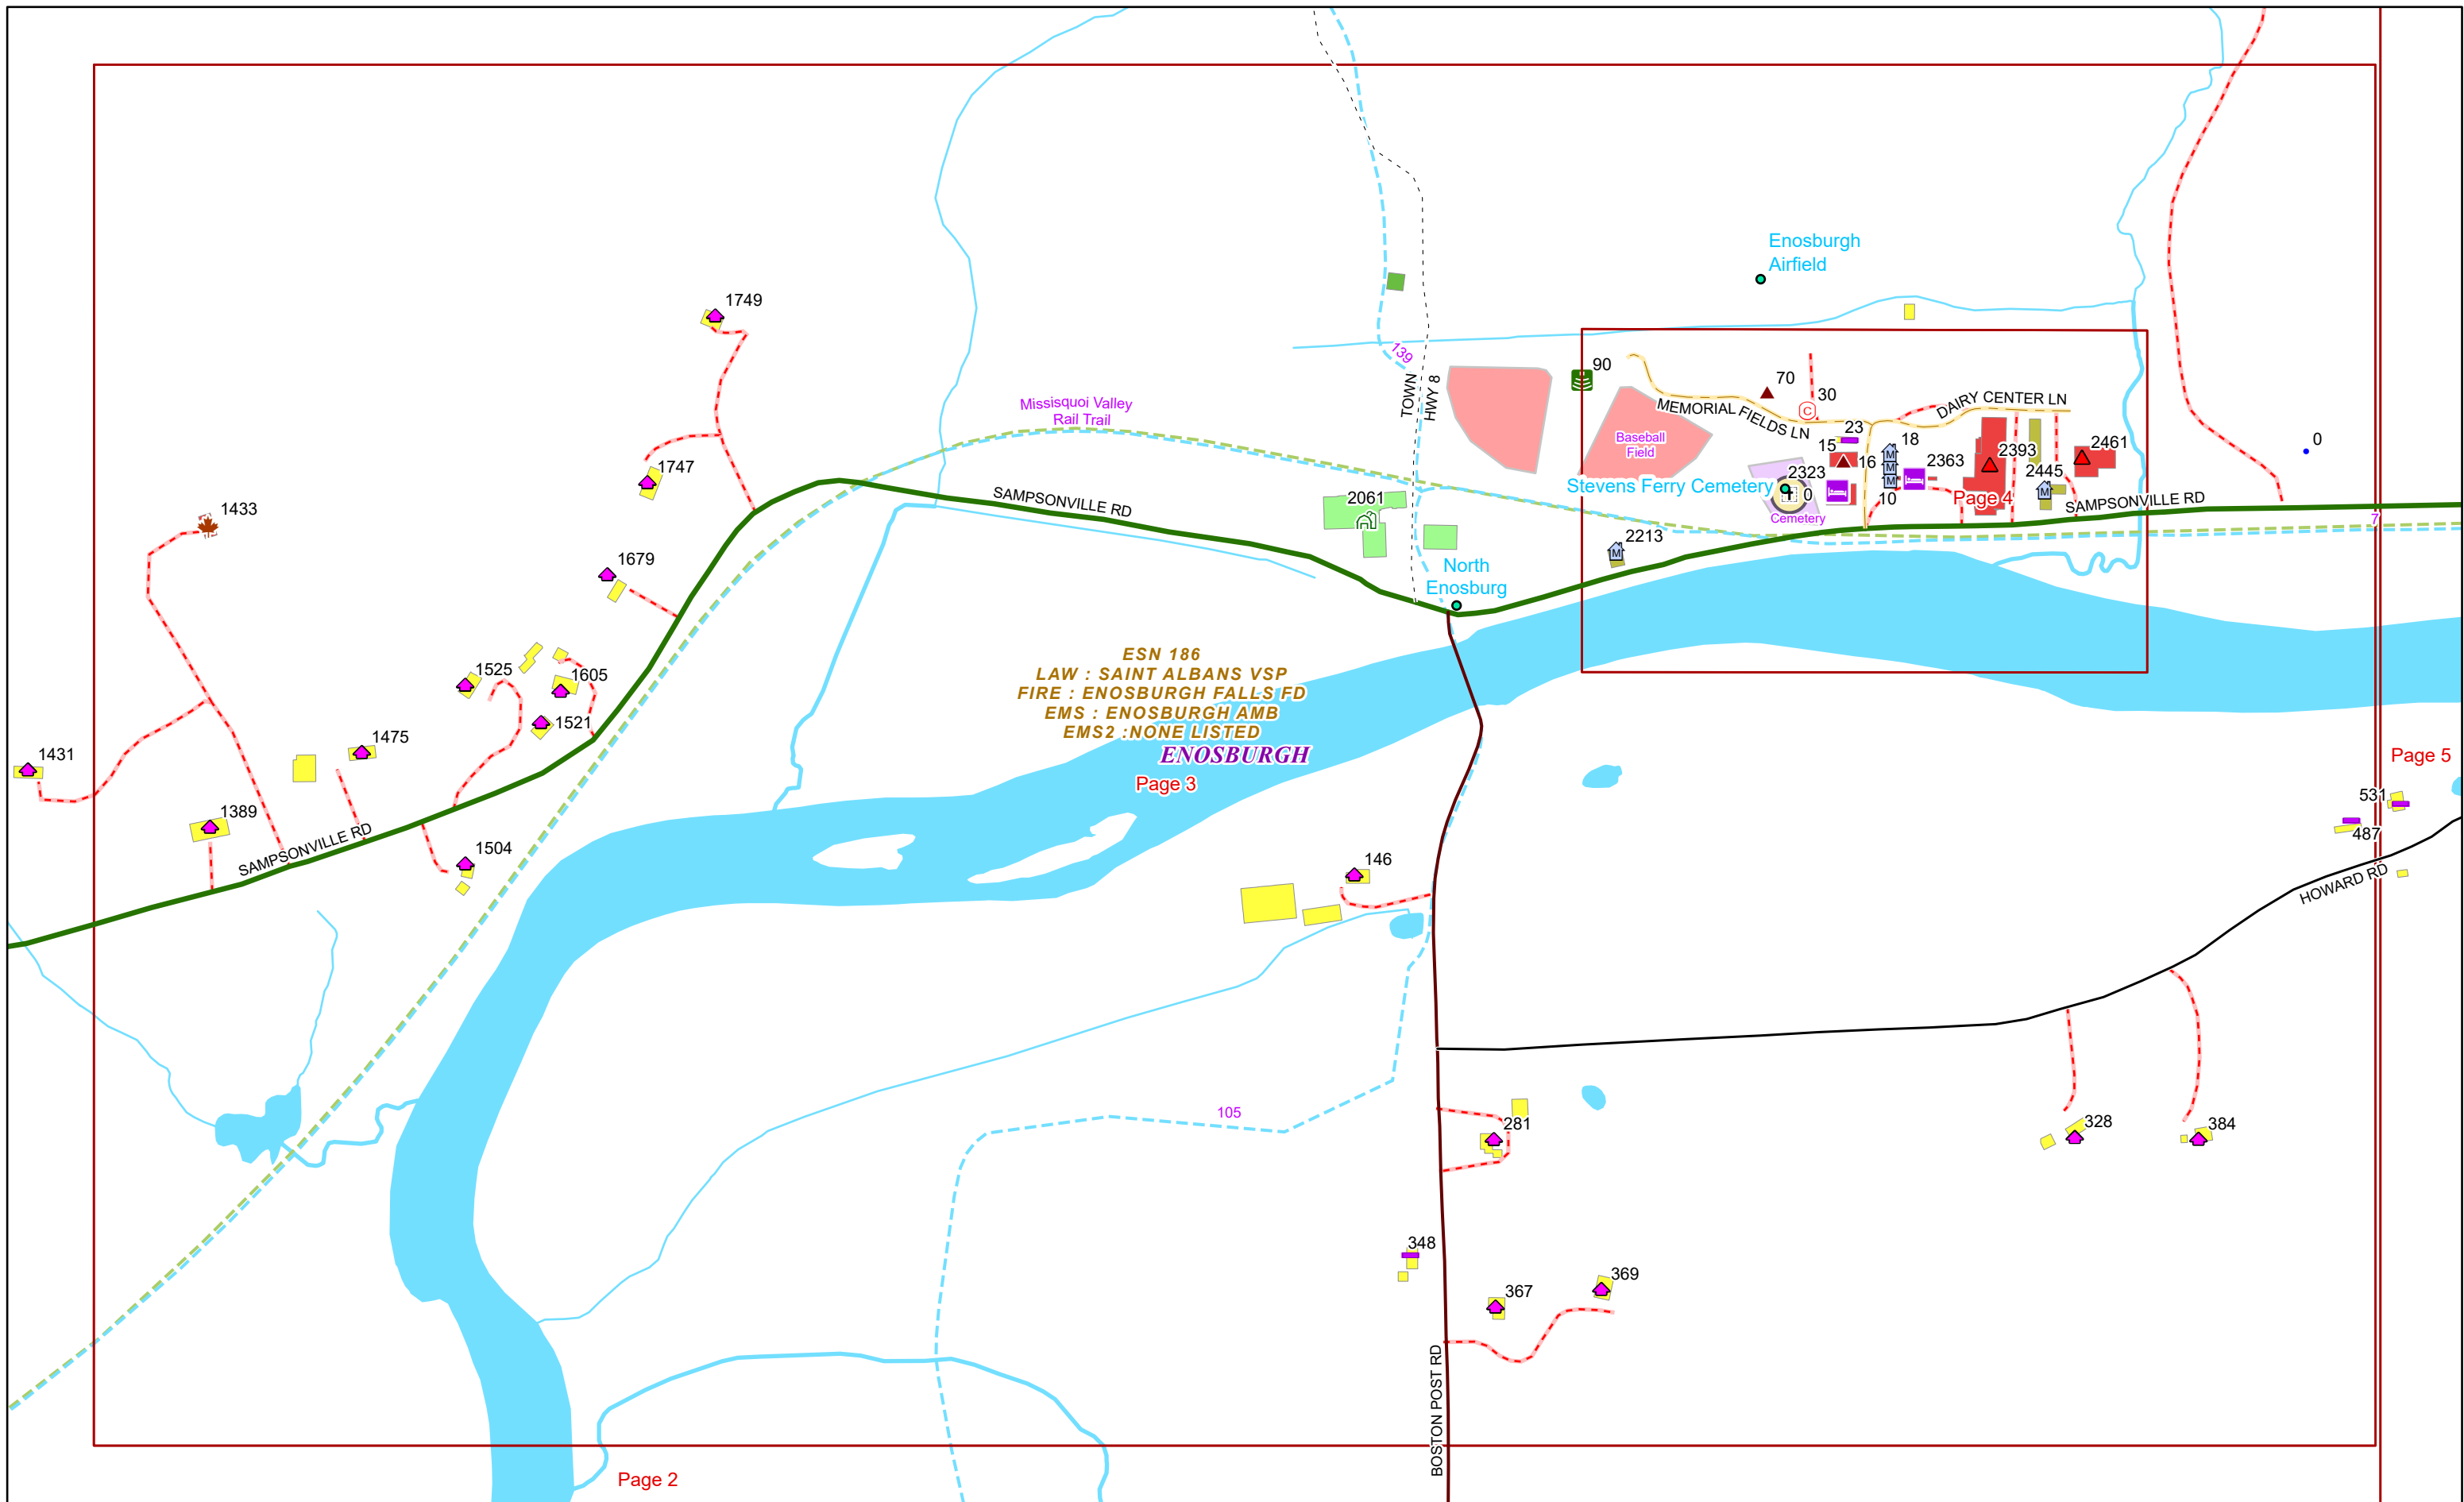 Enosburgh
Airfield
1749
139
TOWN
HWY 8
90
70
30
MEMORIAL FIELDS LN
DAIRY CENTER LN
Missisquoi Valley
Rail Trail
Baseball
Field
23
15
16
18
2393
2461
0
1747
2323
2363
2445
Stevens Ferry Cemetery
0
10
Page 4
SAMPSONVILLE RD
SAMPSONVILLE RD
2061
Cemetery
7
1433
2213
1679
North
Enosburg
ESN 186
LAW : SAINT ALBANS VSP
FIRE : ENOSBURGH FALLS FD
EMS : ENOSBURGH AMB
EMS2 :NONE LISTED
ENOSBURGH
Page 3
1525
1605
1521
1475
1431
Page 5
531
487
1389
SAMPSONVILLE RD
1504
146
HOWARD RD
105
281
328
384
348
369
367
BOSTON POST RD
Page 2
C
M
M
M
M
M